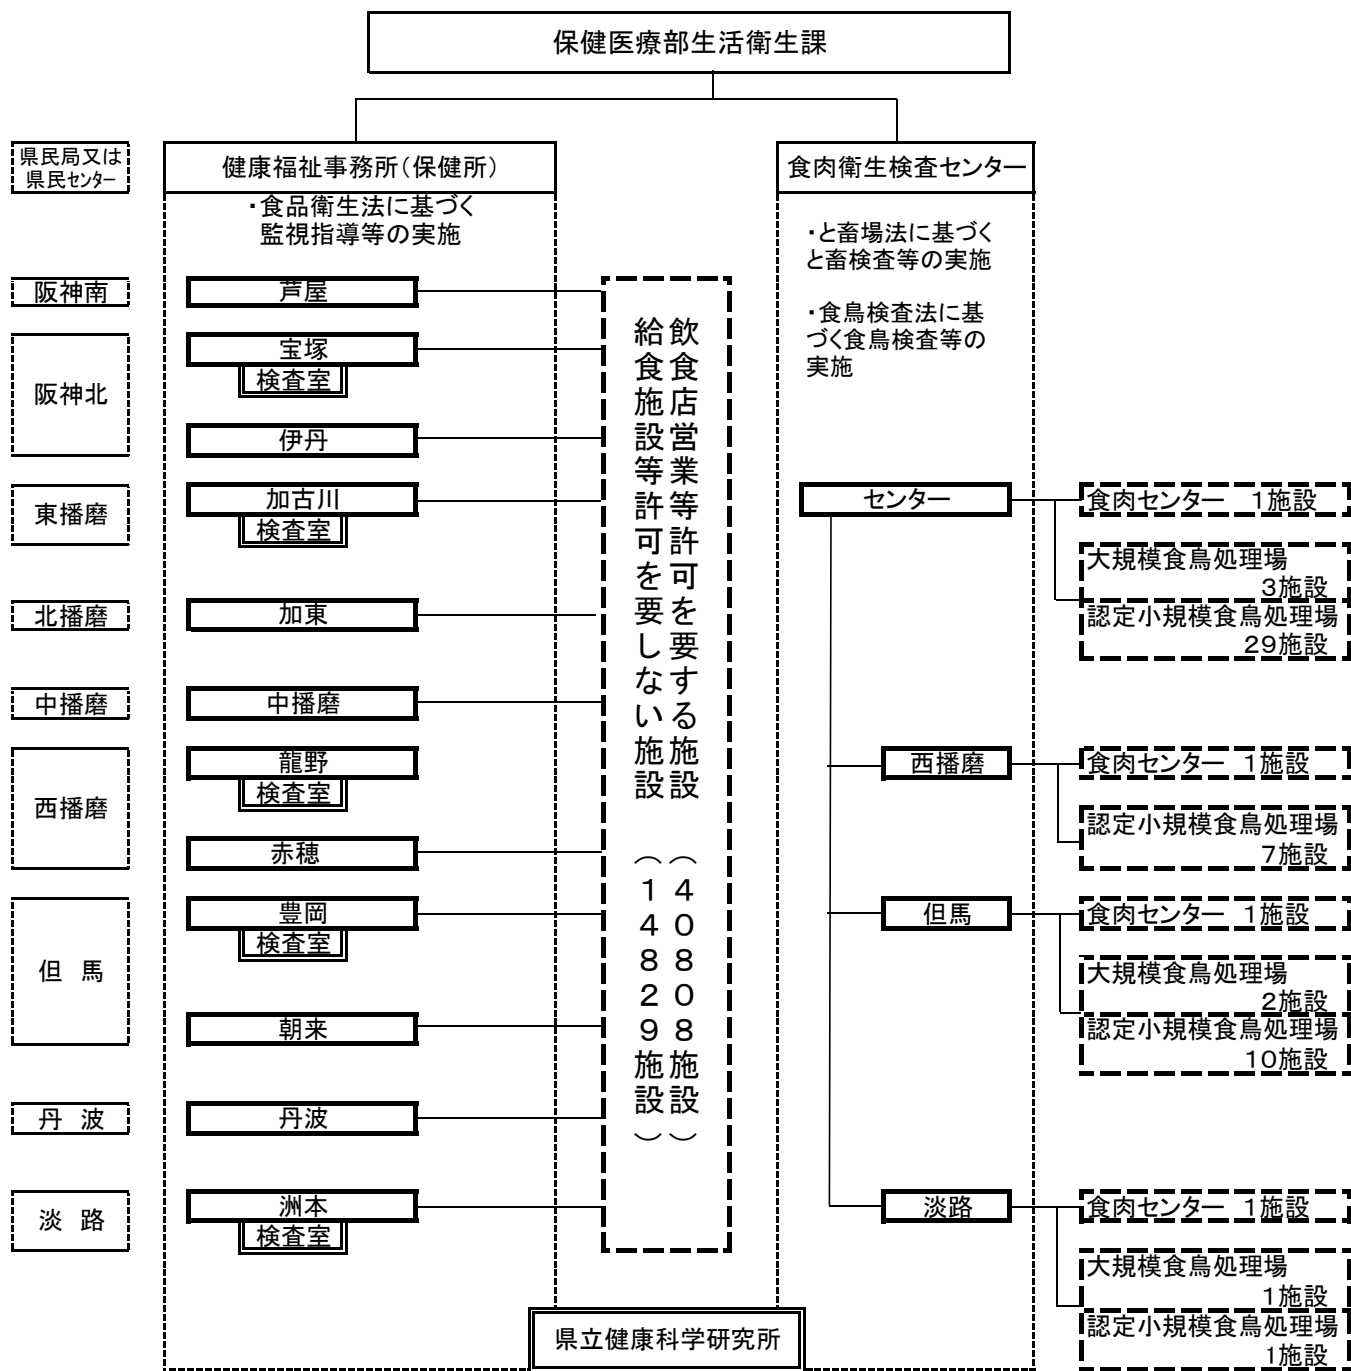 保健医療部生活衛生課
県民局又は
県民センター
健康福祉事務所（保健所）
・食品衛生法に基づく
監視指導等の実施
食肉衛生検査センター
・と畜場法に基づく
と畜検査等の実施
・食鳥検査法に基
づく食鳥検査等の
実施
阪神南
芦屋
阪神北
宝塚
検査室
伊丹
東播磨
加古川
検査室
北播磨
加東
中播磨
中播磨
西播磨
龍野
検査室
赤穂
但 馬
豊岡
検査室
朝来
丹 波
丹波
淡 路
洲本
検査室
飲食店営業等許可を要する施設 （４０８０８施設）
給食施設等許可を要しない施設 （１４８２９施設）
センター
食肉センター １施設
大規模食鳥処理場
３施設
認定小規模食鳥処理場
２９施設
西播磨
食肉センター １施設
認定小規模食鳥処理場
７施設
但馬
食肉センター １施設
大規模食鳥処理場
２施設
認定小規模食鳥処理場
１０施設
淡路
食肉センター １施設
大規模食鳥処理場
１施設
認定小規模食鳥処理場
１施設
県立健康科学研究所